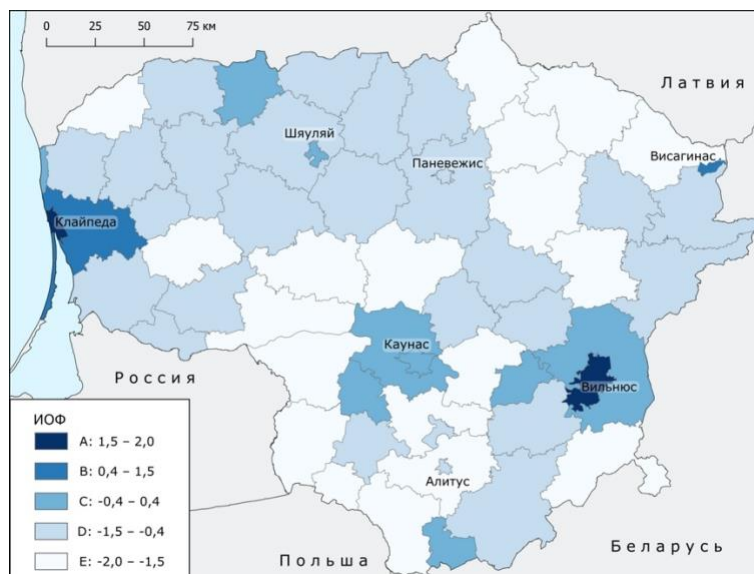 0 25 50 75 км
Латвия
Шяуляй
Паневежис
Висагинас
Клайпеда
Каунас
Россия
Вильнюс
ИОФ
A: 1,5 – 2,0
B: 0,4 – 1,5
C: -0,4 – 0,4
D: -1,5 – -0,4
E: -2,0 – -1,5
Алитус
Беларусь
Польша